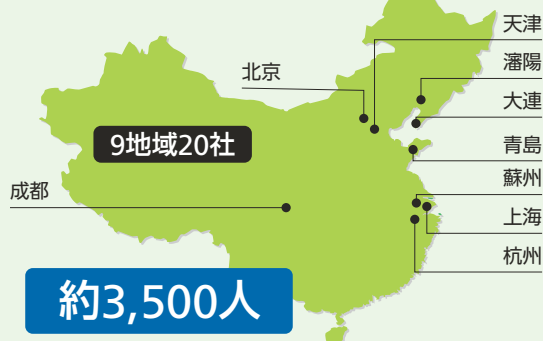 天津
瀋陽
北京
大連
9地域20社
青島
蘇州
成都
上海
杭州
約3,500人